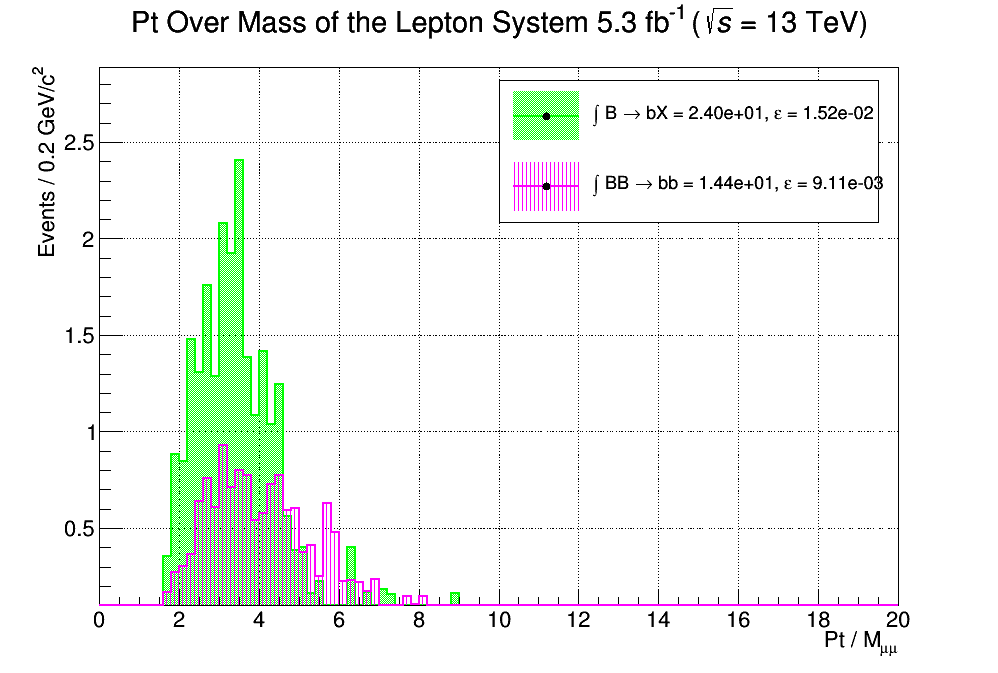 Pt Over Mass of the Lepton System 5.3 fb⁻¹ (√s = 13 TeV)
Events / 0.2 GeV/c²
∫ B → bX = 2.40e+01, ε = 1.52e-02
∫ BB → bb = 1.44e+01, ε = 9.11e-03
2.5
2
1.5
1
0.5
0 2 4 6 8 10 12 14 16 18 20
Pt / M_μμ